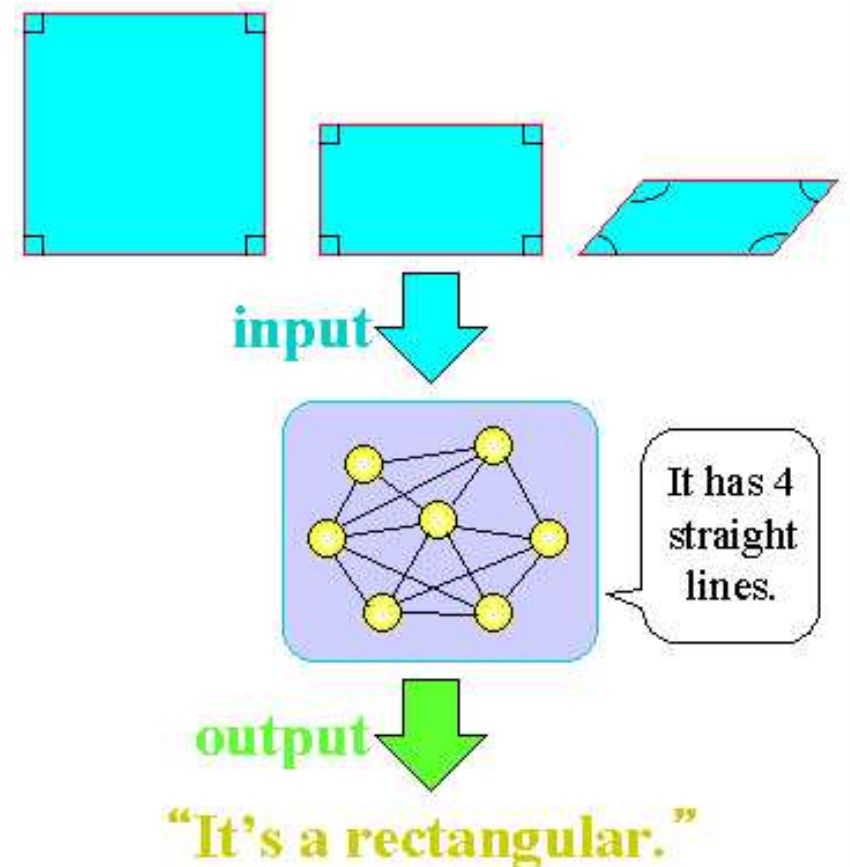 input
It has 4
straight
lines.
output
“It’s a rectangular.”